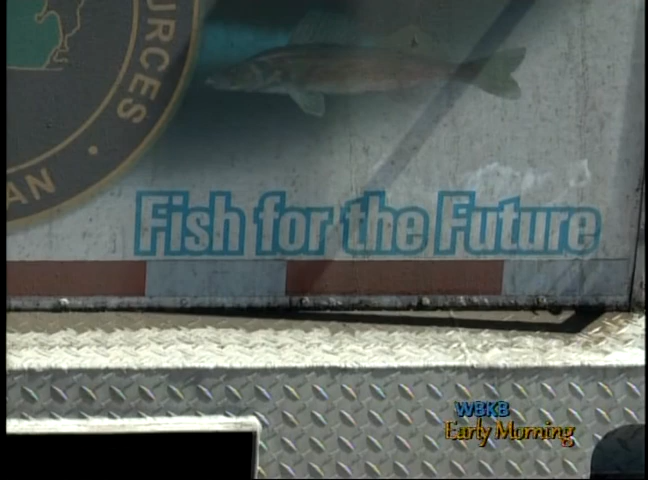 URCES
AN
Fish for the Future
WBKB
Early Morning